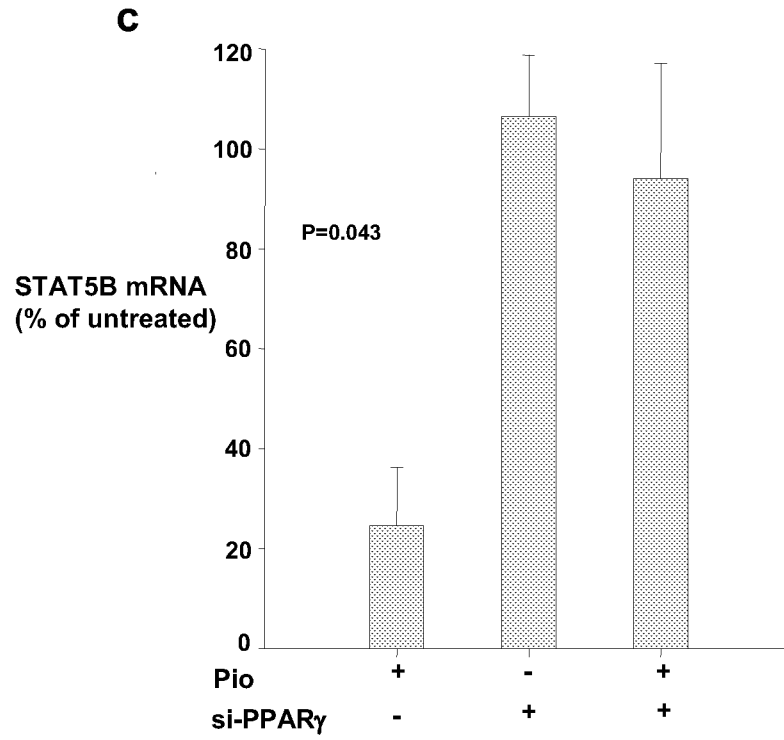 c
120
100
80
60
40
20
0
P=0.043
STAT5B mRNA
(% of untreated)
Pio + - +
si-PPARγ - + +